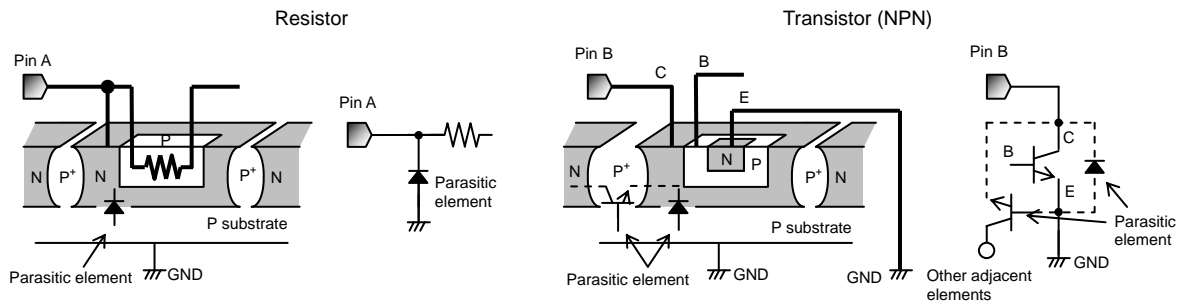 Resistor
Pin A
P
N
P+
N
P+
N
P substrate
Parasitic element
GND
Pin A
Parasitic
element
Transistor (NPN)
Pin B
C
B
E
N
P+
N
N
P
P+
N
P substrate
Parasitic element
GND
GND
Pin B
C
B
E
Parasitic
element
GND
Other adjacent
elements